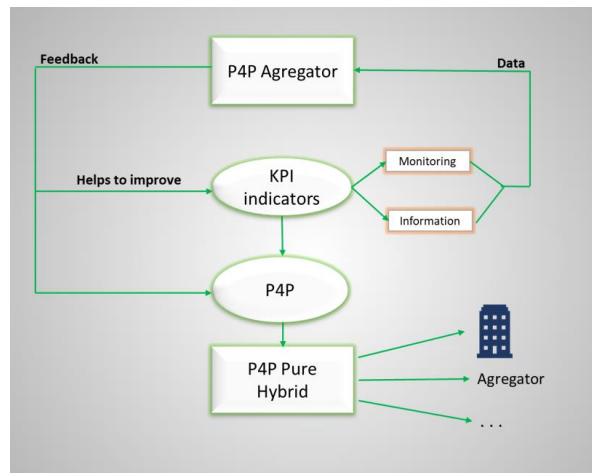 Feedback
P4P Agregator
Data
Monitoring
Helps to improve
KPI
indicators
Information
P4P
P4P Pure
Hybrid
Agregator
. . .